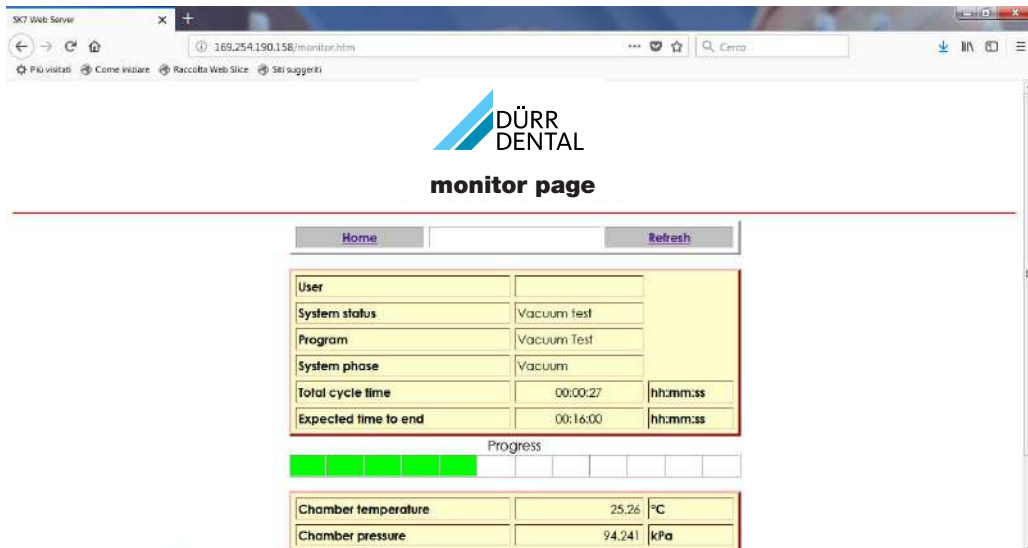 SK7 Web Server
169.254.190.158/monitor.htm
Cerca
Più visitati Come iniziare Raccolta Web Slice Siti suggeriti
DÜRR
DENTAL
monitor page
Home Refresh
User
System status Vacuum test
Program Vacuum Test
System phase Vacuum
Total cycle time 00:00:27 hh:mm:ss
Expected time to end 00:16:00 hh:mm:ss
Progress
Chamber temperature 25.26 °C
Chamber pressure 94.241 kPa